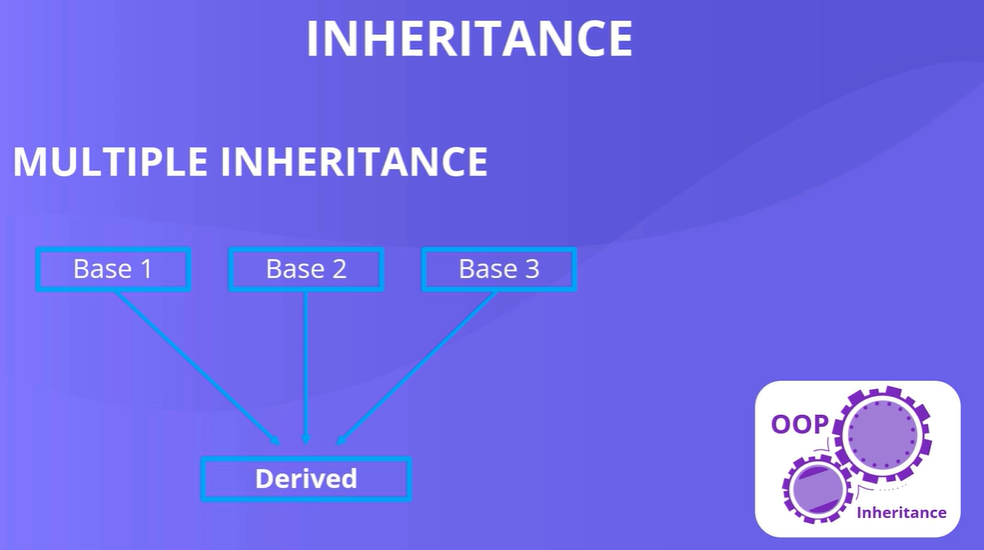 INHERITANCE
MULTIPLE INHERITANCE
Base 1
Base 2
Base 3
Derived
OOP
Inheritance